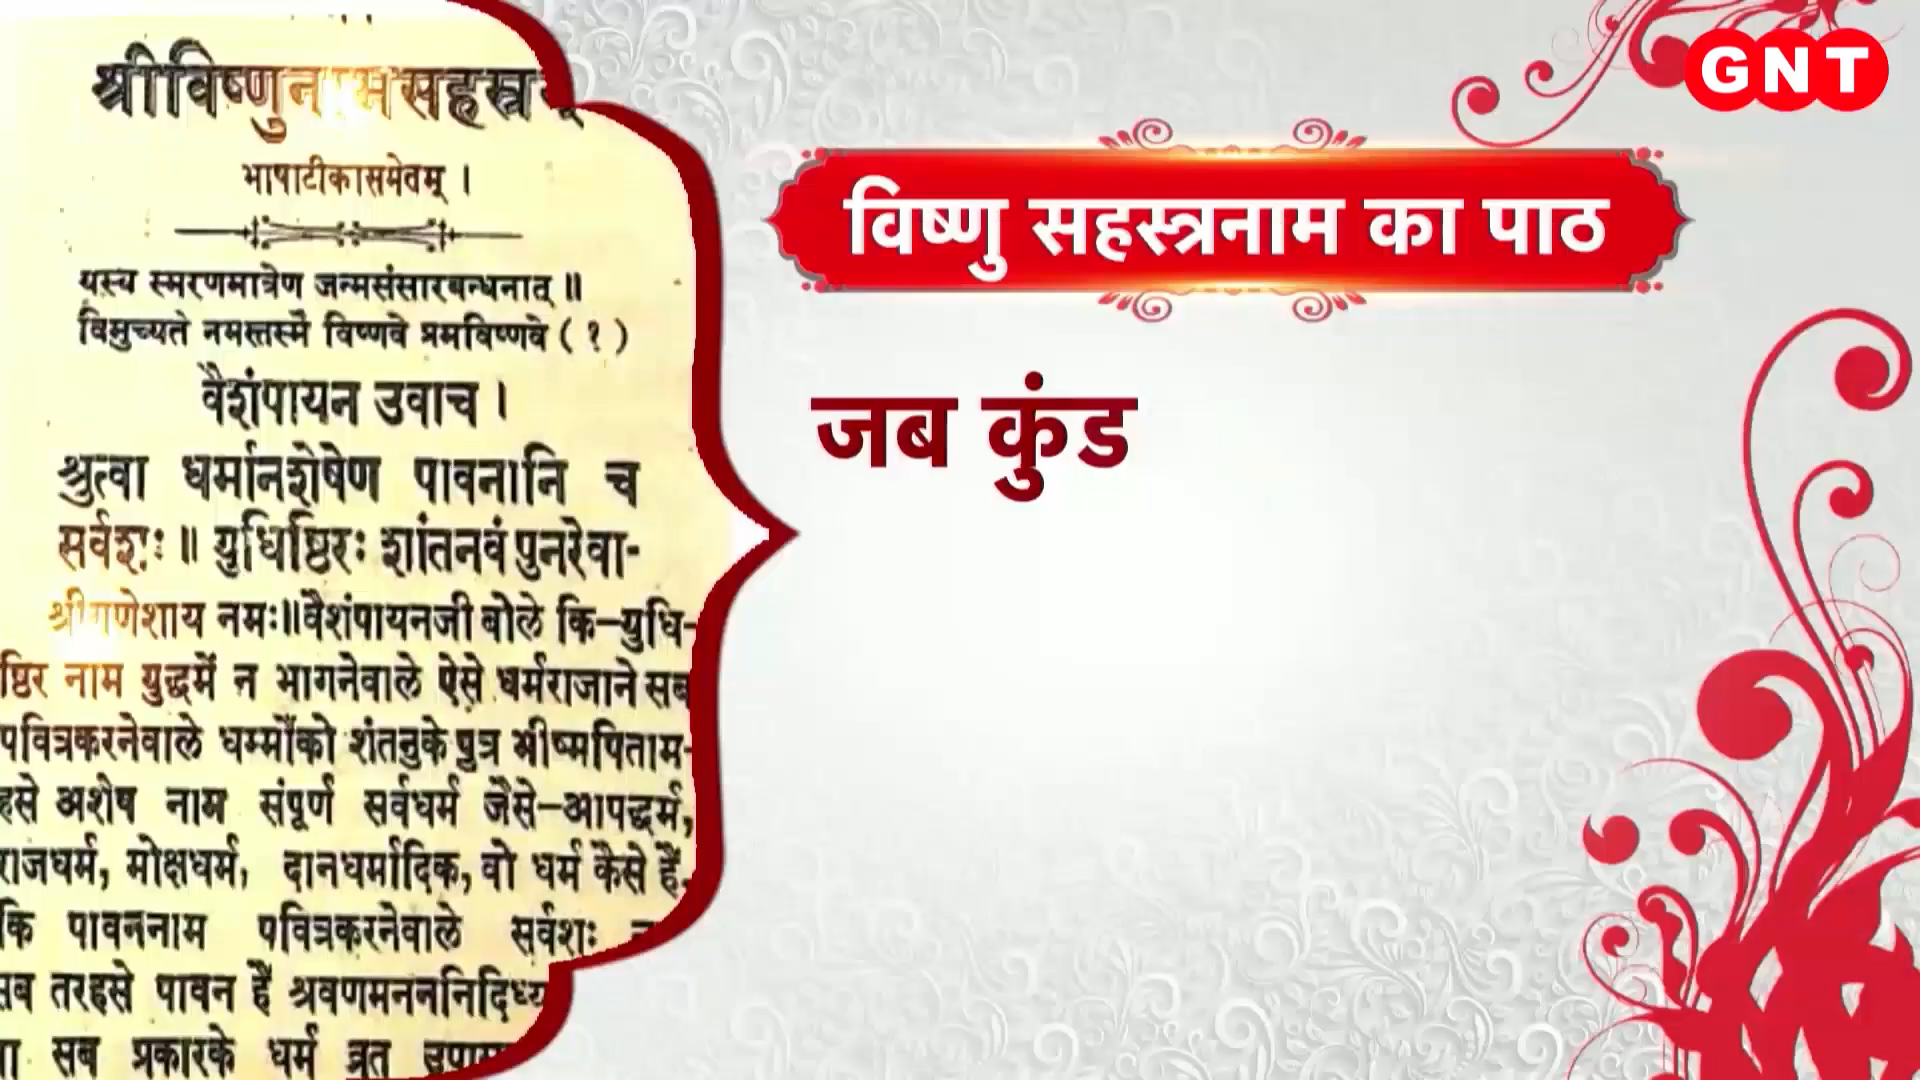 श्रीविष्णुनामसहस्र
भाषाटीकासमेतम् ।
यस्य स्मरणमात्रेण जन्मसंसारबन्धनात् ॥
विमुच्यते नमस्तस्मै विष्णवे प्रभविष्णवे ( १ )
वैशंपायन उवाच ।
श्रुत्वा धर्मानशेषेण पावनानि च
सर्वशः ॥ युधिष्ठिरः शांतनवं पुनरेवा-
श्रीगणेशाय नमः॥वैशंपायनजी बोले कि–युधि-
ष्ठिर नाम युद्धमें न भागनेवाले ऐसे धर्मराजाने सब
पवित्रकरनेवाले धर्म्मोंको शंतनुके पुत्र भीष्मपिताम-
हसे अशेष नाम संपूर्ण सर्वधर्म जैसे–आपद्धर्म,
राजधर्म, मोक्षधर्म, दानधर्मादिक, वो धर्म कैसे हैं,
कि पावननाम पवित्रकरनेवाले सर्वशः
सब तरहसे पावन हैं श्रवणमनननिदिध्य
सब प्रकारके धर्म व्रत
GNT
विष्णु सहस्त्रनाम का पाठ
जब कुंड